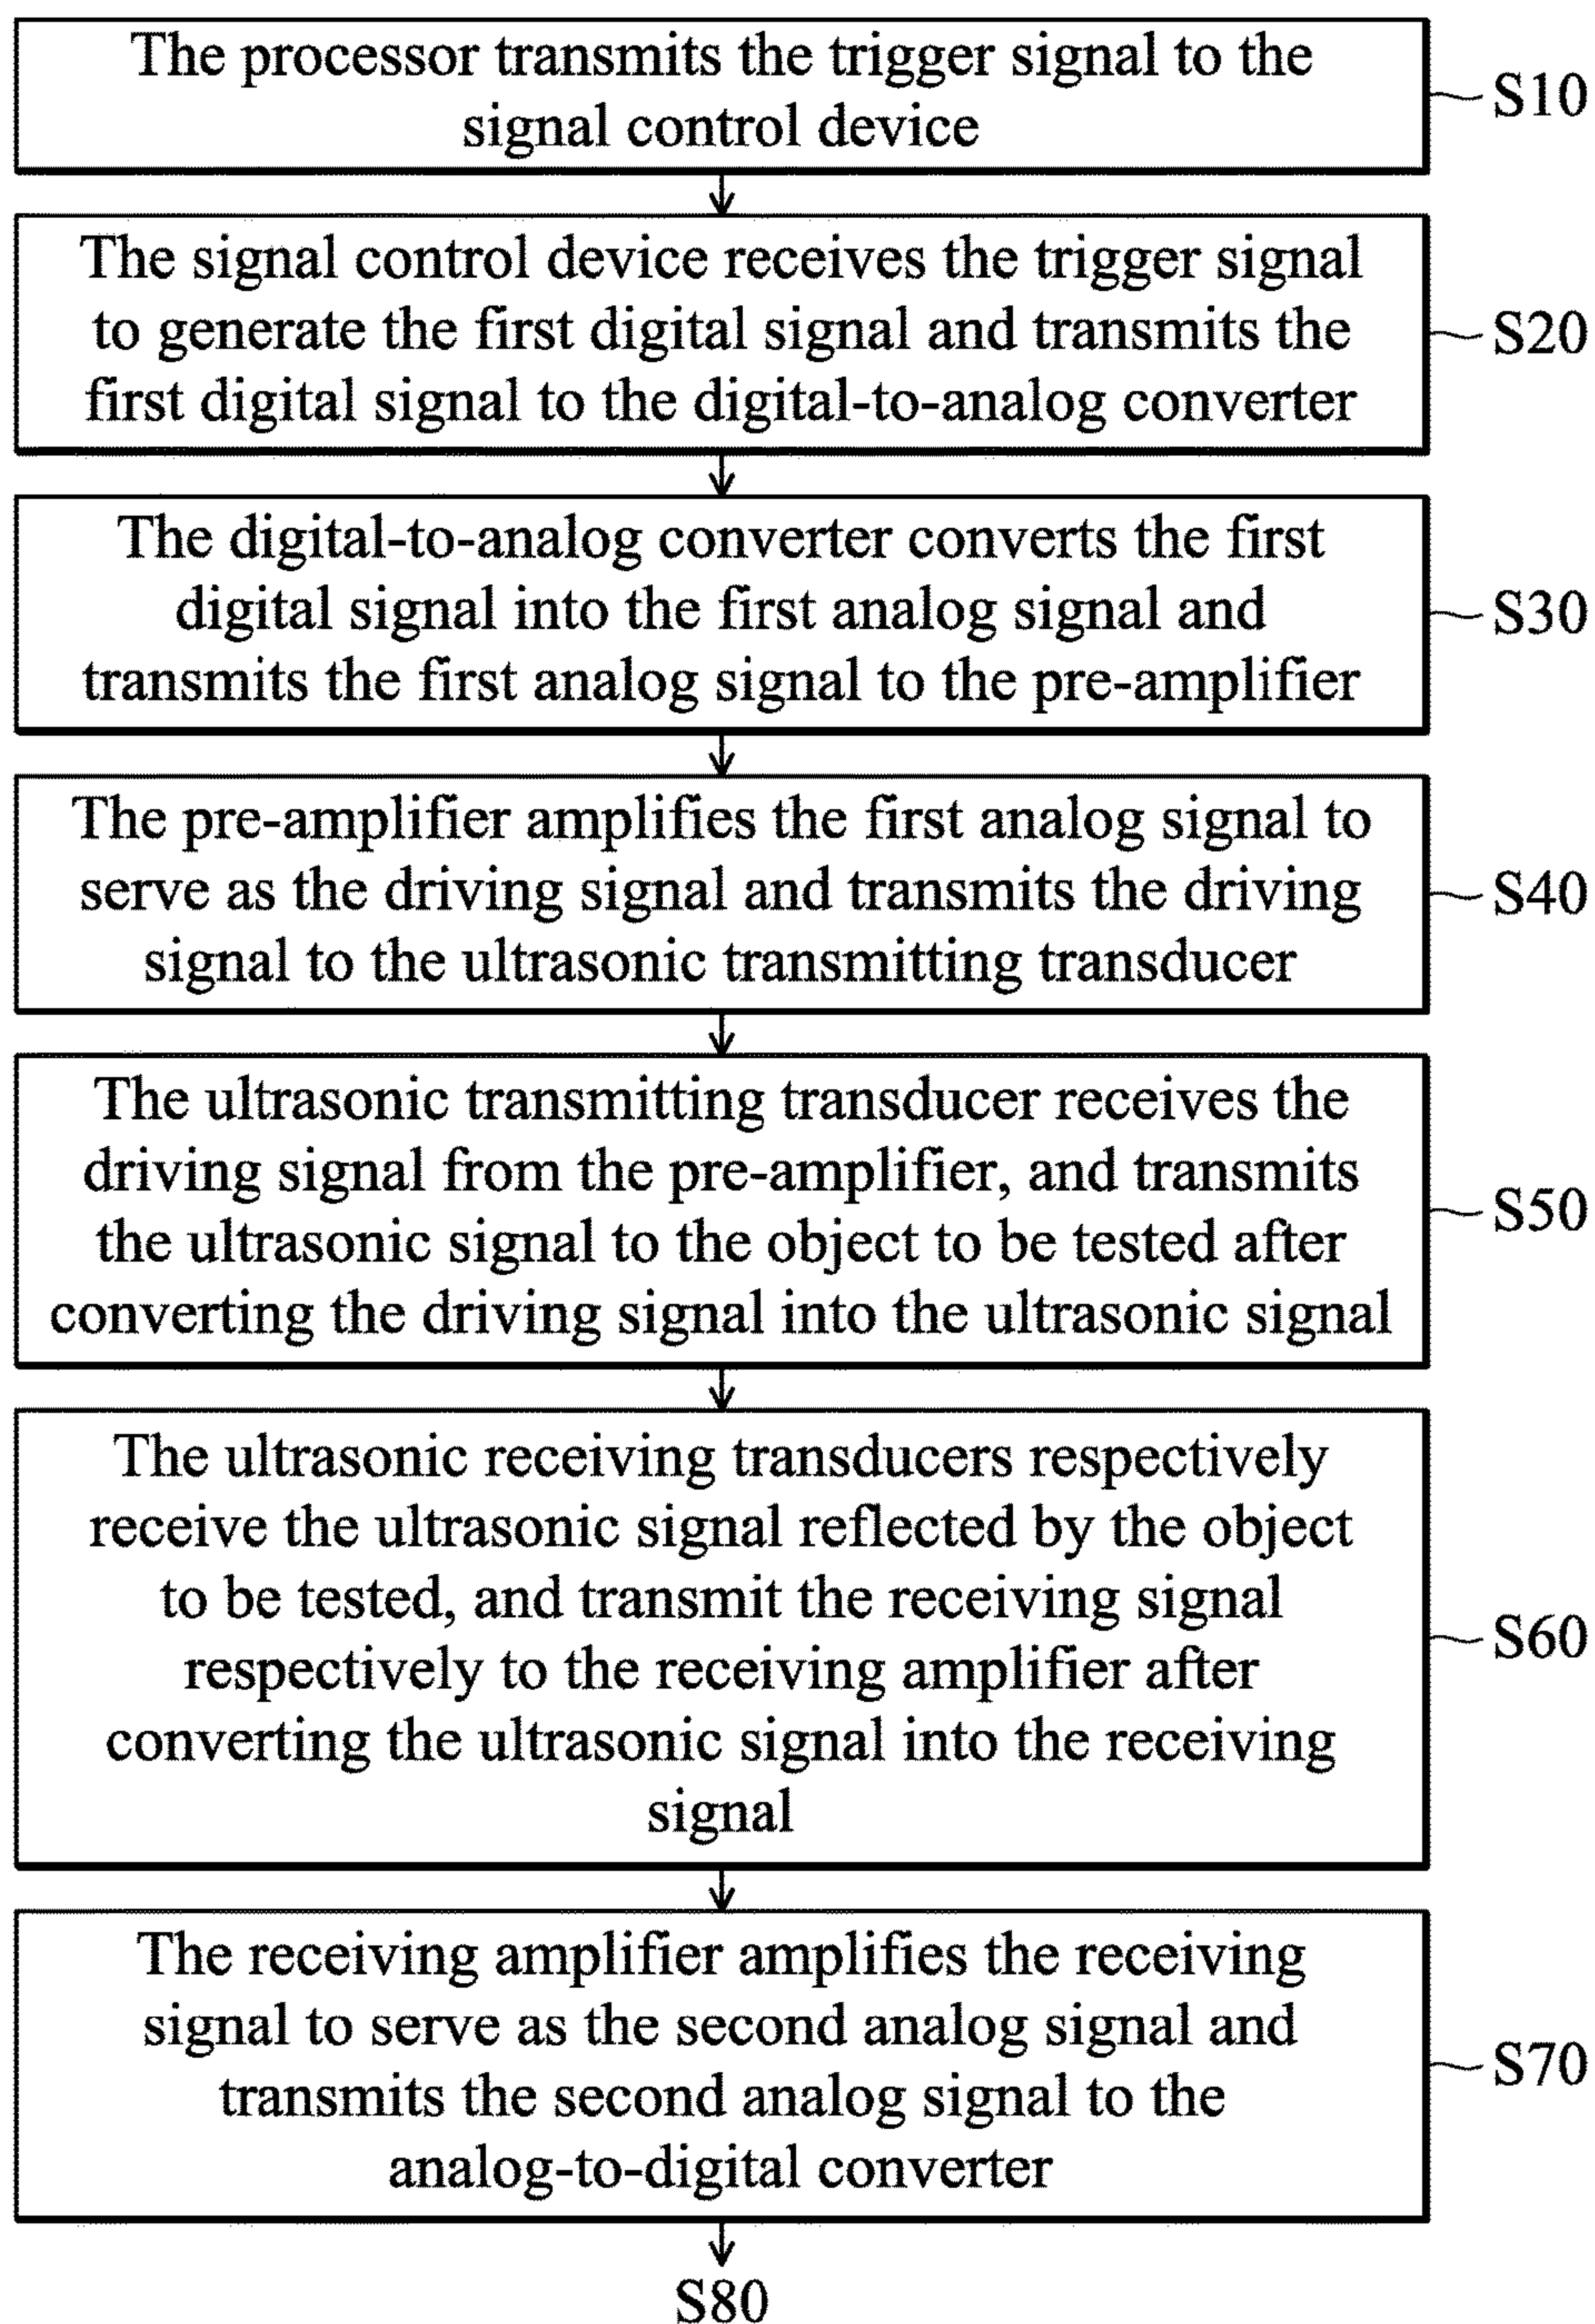 The processor transmits the trigger signal to the
signal control device
S10
The signal control device receives the trigger signal
to generate the first digital signal and transmits the
first digital signal to the digital-to-analog converter
S20
The digital-to-analog converter converts the first
digital signal into the first analog signal and
transmits the first analog signal to the pre-amplifier
S30
The pre-amplifier amplifies the first analog signal to
serve as the driving signal and transmits the driving
signal to the ultrasonic transmitting transducer
S40
The ultrasonic transmitting transducer receives the
driving signal from the pre-amplifier, and transmits
the ultrasonic signal to the object to be tested after
converting the driving signal into the ultrasonic signal
S50
The ultrasonic receiving transducers respectively
receive the ultrasonic signal reflected by the object
to be tested, and transmit the receiving signal
respectively to the receiving amplifier after
converting the ultrasonic signal into the receiving
signal
S60
The receiving amplifier amplifies the receiving
signal to serve as the second analog signal and
transmits the second analog signal to the
analog-to-digital converter
S70
S80